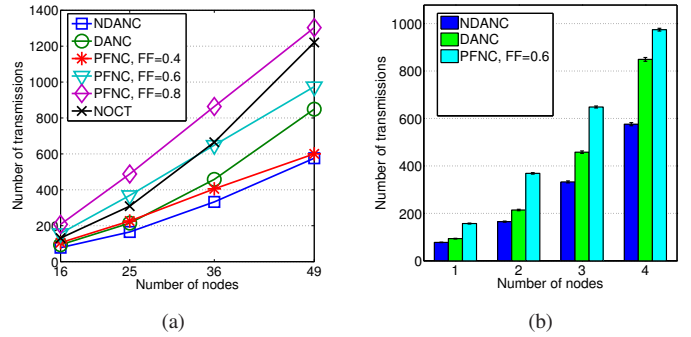 1400
1200
1000
800
600
400
200
0
Number of transmissions
NDANC
DANC
PFNC, FF=0.4
PFNC, FF=0.6
PFNC, FF=0.8
NOCT
16
25
36
49
Number of nodes
(a)
1000
800
600
400
200
0
Number of transmissions
NDANC
DANC
PFNC, FF=0.6
1
2
3
4
Number of nodes
(b)